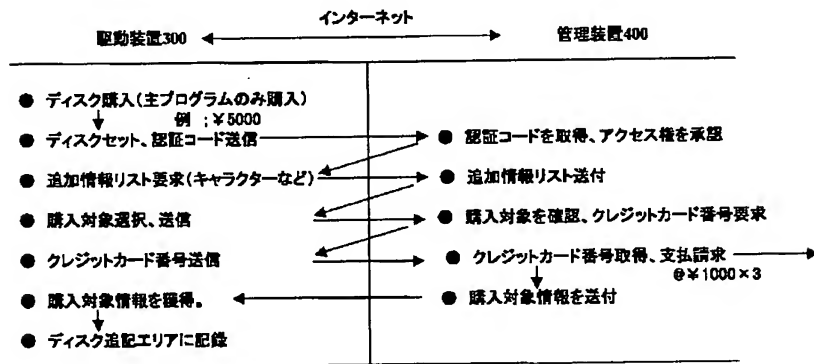 インターネット
駆動装置300
管理装置400
● ディスク購入(主プログラムのみ購入)
例 ;¥5000
● ディスクセット、認証コード送信
● 追加情報リスト要求(キャラクターなど)
● 購入対象選択、送信
● クレジットカード番号送信
● 購入対象情報を獲得。
● ディスク追記エリアに記録
● 認証コードを取得、アクセス権を承認
● 追加情報リスト送付
● 購入対象を確認、クレジットカード番号要求
● クレジットカード番号取得、支払請求
@¥1000×3
● 購入対象情報を送付